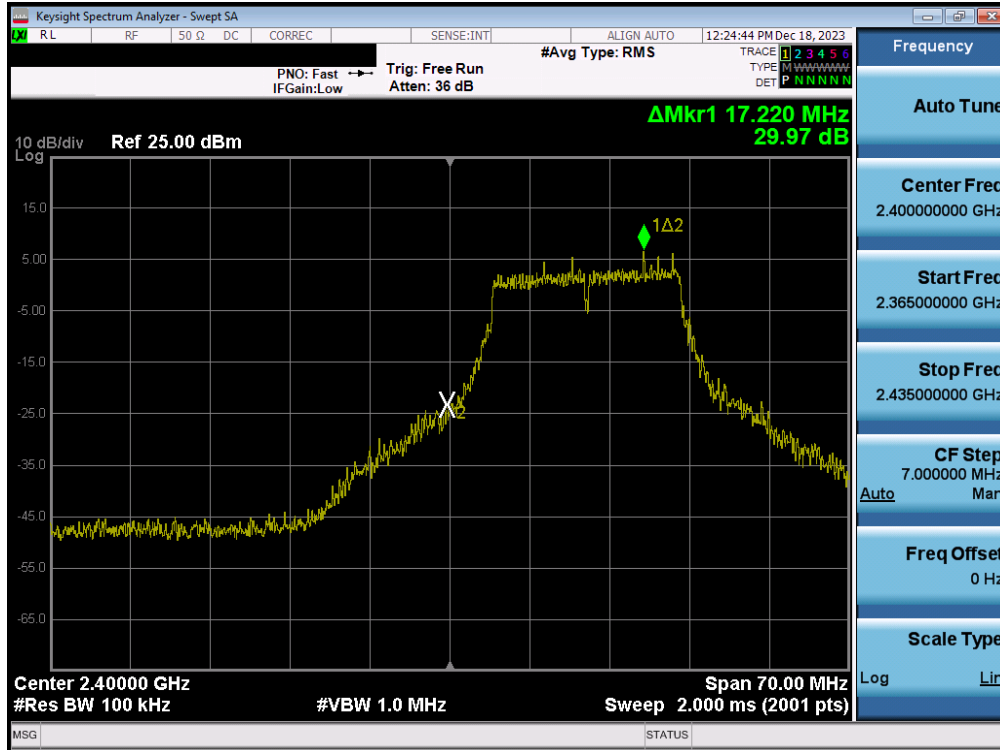 Keysight Spectrum Analyzer - Swept SA
LXI RL RF 50 Ω DC CORREC SENSE:INT ALIGN AUTO 12:24:44 PM Dec 18, 2023
#Avg Type: RMS
TRACE 1 2 3 4 5 6
TYPE M W W W W W
DET P N N N N N
PNO: Fast
IFGain:Low
Trig: Free Run
Atten: 36 dB
ΔMkr1 17.220 MHz
29.97 dB
10 dB/div Ref 25.00 dBm
Log
15.0
5.00
-5.00
-15.0
-25.0
-35.0
-45.0
-55.0
-65.0
1Δ2
2
Center 2.40000 GHz Span 70.00 MHz
#Res BW 100 kHz #VBW 1.0 MHz Sweep 2.000 ms (2001 pts)
MSG STATUS
Frequency
Auto Tune
Center Freq
2.400000000 GHz
Start Freq
2.365000000 GHz
Stop Freq
2.435000000 GHz
CF Step
7.000000 MHz
Auto Man
Freq Offset
0 Hz
Scale Type
Log Lin